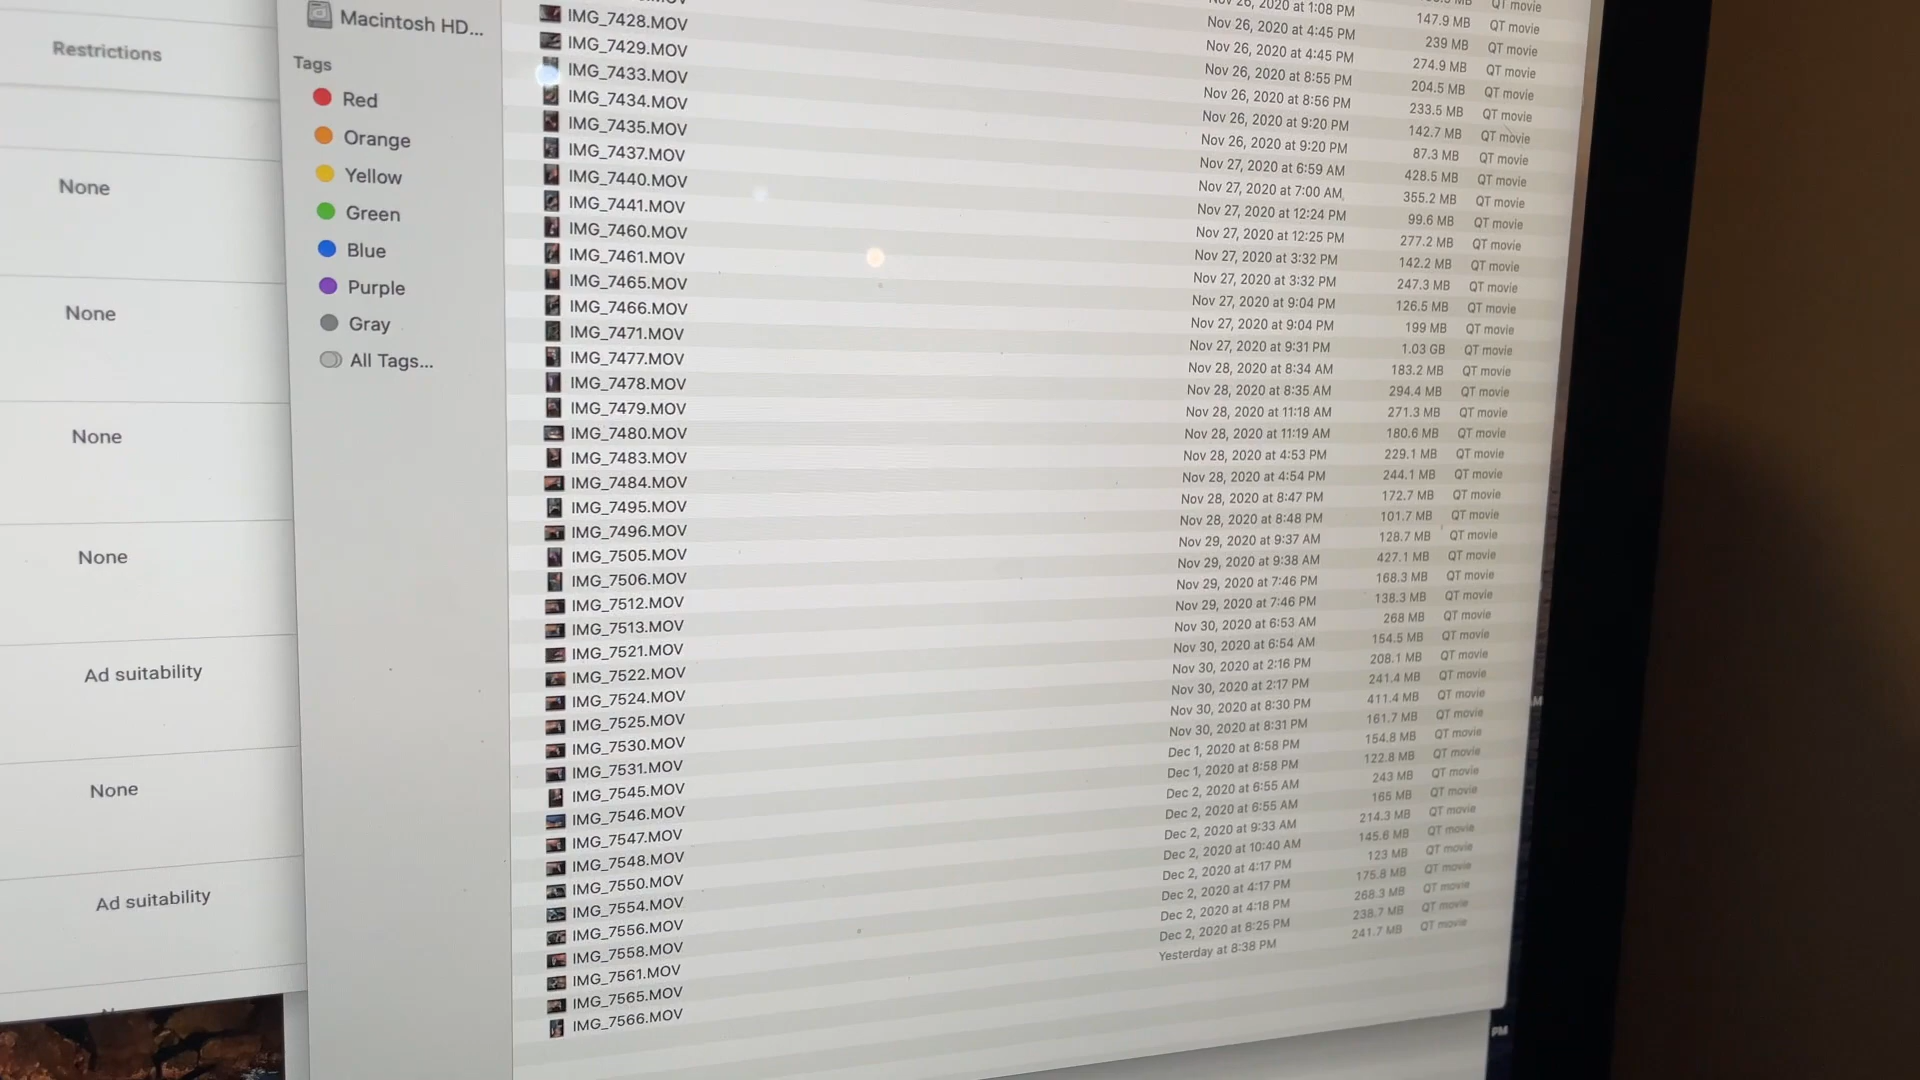 Restrictions
None
None
None
None
Ad suitability
None
Ad suitability
Macintosh HD...
Tags
Red
Orange
Yellow
Green
Blue
Purple
Gray
All Tags...
IMG_7428.MOV
IMG_7429.MOV
IMG_7433.MOV
IMG_7434.MOV
IMG_7435.MOV
IMG_7437.MOV
IMG_7440.MOV
IMG_7441.MOV
IMG_7460.MOV
IMG_7461.MOV
IMG_7465.MOV
IMG_7466.MOV
IMG_7471.MOV
IMG_7477.MOV
IMG_7478.MOV
IMG_7479.MOV
IMG_7480.MOV
IMG_7483.MOV
IMG_7484.MOV
IMG_7495.MOV
IMG_7496.MOV
IMG_7505.MOV
IMG_7506.MOV
IMG_7512.MOV
IMG_7513.MOV
IMG_7521.MOV
IMG_7522.MOV
IMG_7524.MOV
IMG_7525.MOV
IMG_7530.MOV
IMG_7531.MOV
IMG_7545.MOV
IMG_7546.MOV
IMG_7547.MOV
IMG_7548.MOV
IMG_7550.MOV
IMG_7554.MOV
IMG_7556.MOV
IMG_7558.MOV
IMG_7561.MOV
IMG_7565.MOV
IMG_7566.MOV
Nov 26, 2020 at 1:08 PM
Nov 26, 2020 at 4:45 PM
Nov 26, 2020 at 4:45 PM
Nov 26, 2020 at 8:55 PM
Nov 26, 2020 at 8:56 PM
Nov 26, 2020 at 9:20 PM
Nov 26, 2020 at 9:20 PM
Nov 27, 2020 at 6:59 AM
Nov 27, 2020 at 7:00 AM
Nov 27, 2020 at 12:24 PM
Nov 27, 2020 at 12:25 PM
Nov 27, 2020 at 3:32 PM
Nov 27, 2020 at 3:32 PM
Nov 27, 2020 at 9:04 PM
Nov 27, 2020 at 9:04 PM
Nov 27, 2020 at 9:31 PM
Nov 28, 2020 at 8:34 AM
Nov 28, 2020 at 8:35 AM
Nov 28, 2020 at 11:18 AM
Nov 28, 2020 at 11:19 AM
Nov 28, 2020 at 4:53 PM
Nov 28, 2020 at 4:54 PM
Nov 28, 2020 at 8:47 PM
Nov 28, 2020 at 8:48 PM
Nov 29, 2020 at 9:37 AM
Nov 29, 2020 at 9:38 AM
Nov 29, 2020 at 7:46 PM
Nov 29, 2020 at 7:46 PM
Nov 30, 2020 at 6:53 AM
Nov 30, 2020 at 6:54 AM
Nov 30, 2020 at 2:16 PM
Nov 30, 2020 at 2:17 PM
Nov 30, 2020 at 8:30 PM
Nov 30, 2020 at 8:31 PM
Dec 1, 2020 at 8:58 PM
Dec 1, 2020 at 8:58 PM
Dec 2, 2020 at 6:55 AM
Dec 2, 2020 at 6:55 AM
Dec 2, 2020 at 9:33 AM
Dec 2, 2020 at 10:40 AM
Dec 2, 2020 at 4:17 PM
Dec 2, 2020 at 4:17 PM
Dec 2, 2020 at 4:18 PM
Dec 2, 2020 at 8:25 PM
Yesterday at 8:38 PM
MB QT movie
147.9 MB QT movie
239 MB QT movie
274.9 MB QT movie
204.5 MB QT movie
233.5 MB QT movie
142.7 MB QT movie
87.3 MB QT movie
428.5 MB QT movie
355.2 MB QT movie
99.6 MB QT movie
277.2 MB QT movie
142.2 MB QT movie
247.3 MB QT movie
126.5 MB QT movie
199 MB QT movie
1.03 GB QT movie
183.2 MB QT movie
294.4 MB QT movie
271.3 MB QT movie
180.6 MB QT movie
229.1 MB QT movie
244.1 MB QT movie
172.7 MB QT movie
101.7 MB QT movie
128.7 MB QT movie
427.1 MB QT movie
168.3 MB QT movie
138.3 MB QT movie
268 MB QT movie
154.5 MB QT movie
208.1 MB QT movie
241.4 MB QT movie
411.4 MB QT movie
161.7 MB QT movie
154.8 MB QT movie
122.8 MB QT movie
243 MB QT movie
165 MB QT movie
214.3 MB QT movie
145.6 MB QT movie
123 MB QT movie
175.8 MB QT movie
268.3 MB QT movie
238.7 MB QT movie
241.7 MB QT movie
PM